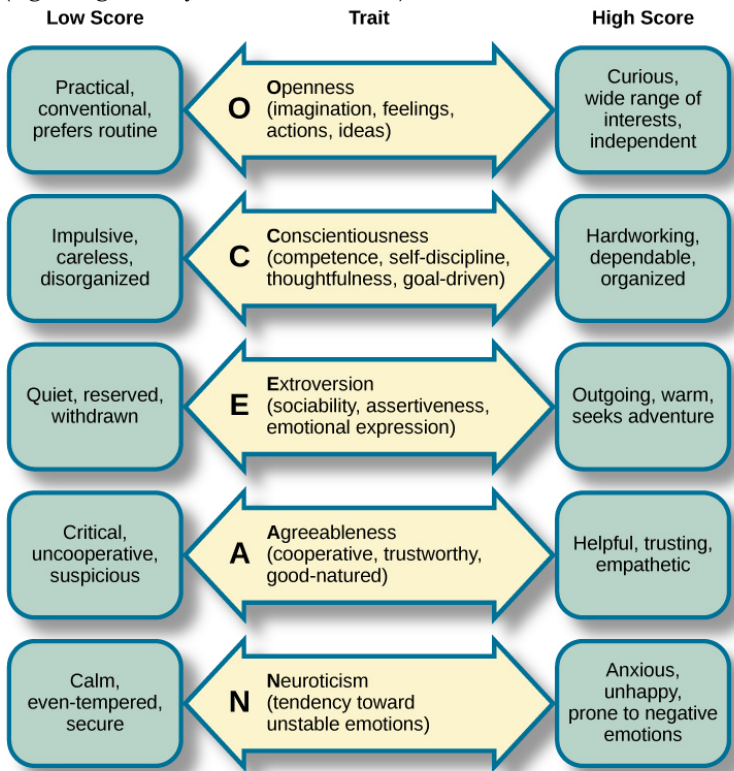 Low Score Trait High Score
Practical,
conventional,
prefers routine
O
Openness
(imagination, feelings,
actions, ideas)
Curious,
wide range of
interests,
independent
Impulsive,
careless,
disorganized
C
Conscientiousness
(competence, self-discipline,
thoughtfulness, goal-driven)
Hardworking,
dependable,
organized
Quiet, reserved,
withdrawn
E
Extroversion
(sociability, assertiveness,
emotional expression)
Outgoing, warm,
seeks adventure
Critical,
uncooperative,
suspicious
A
Agreeableness
(cooperative, trustworthy,
good-natured)
Helpful, trusting,
empathetic
Calm,
even-tempered,
secure
N
Neuroticism
(tendency toward
unstable emotions)
Anxious,
unhappy,
prone to negative
emotions